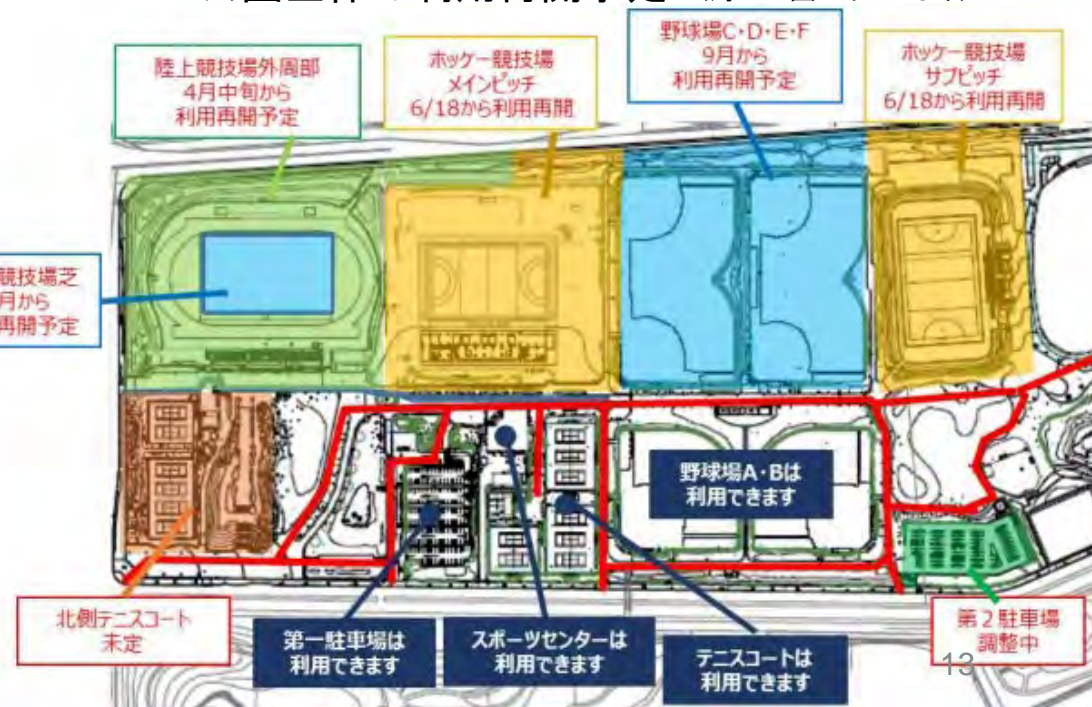 陸上競技場外周部
4月中旬から
利用再開予定
ホッケー競技場
メインピッチ
6/18から利用再開
野球場C・D・E・F
9月から
利用再開予定
ホッケー競技場
サブピッチ
6/18から利用再開
競技場芝
月から
再開予定
野球場A・Bは
利用できます
北側テニスコート
未定
第一駐車場は
利用できます
スポーツセンターは
利用できます
テニスコートは
利用できます
第2駐車場
調整中
13